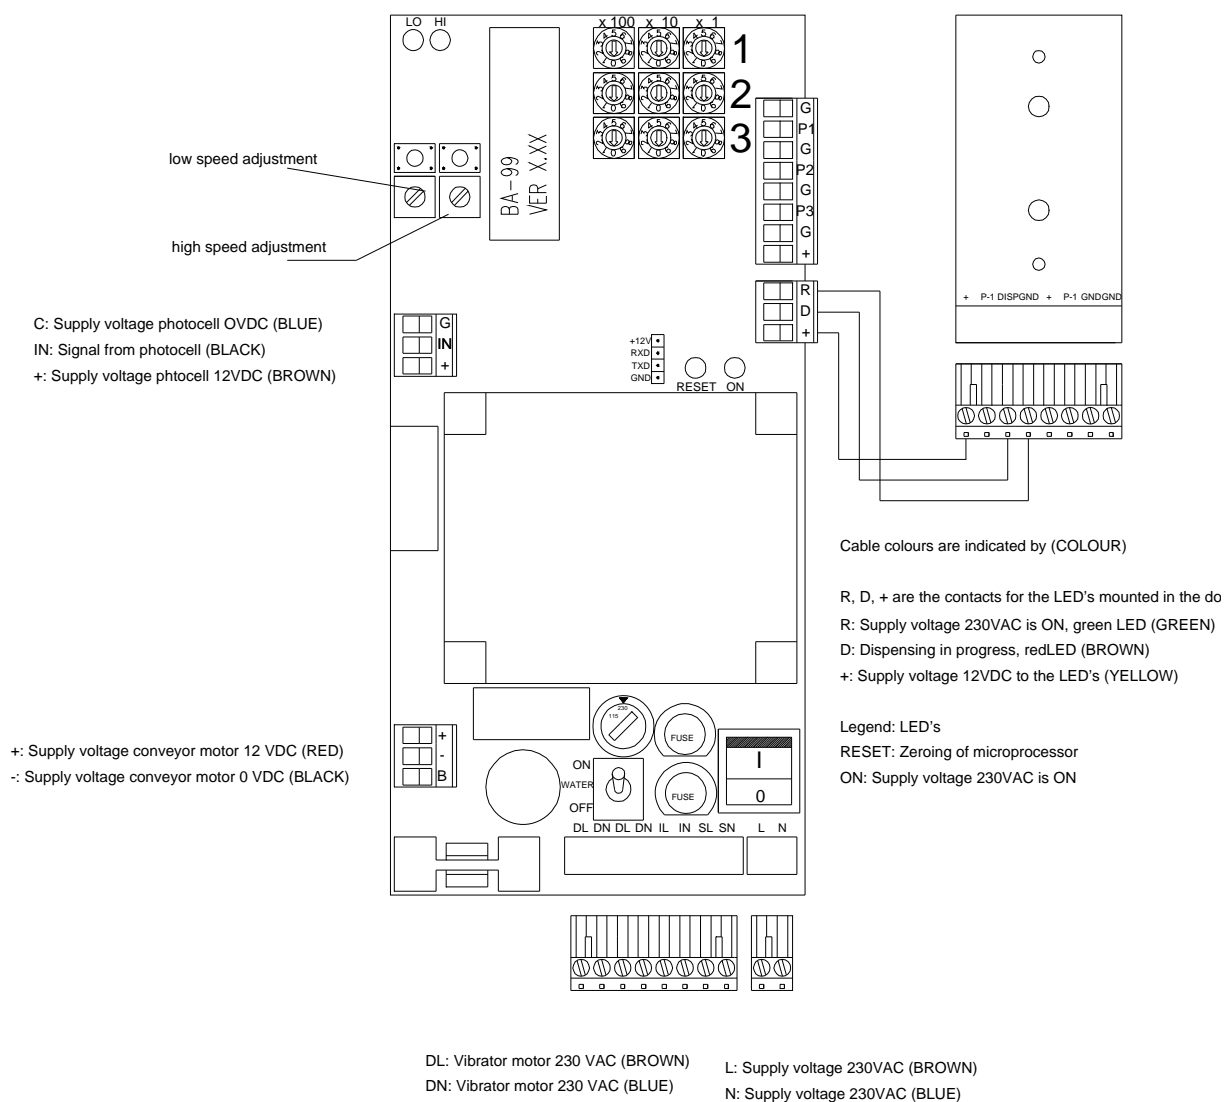 LO HI
x 100 x 10 x 1
1
2
3
BA-99
VER X.XX
low speed adjustment
high speed adjustment
G
P1
G
P2
G
P3
G
+
R
D
+
+ P-1 DISPGND + P-1 GNDGND
C: Supply voltage photocell OVDC (BLUE)
IN: Signal from photocell (BLACK)
+: Supply voltage phtocell 12VDC (BROWN)
G
IN
+
+12V
RXD
TXD
GND
RESET ON
Cable colours are indicated by (COLOUR)
R, D, + are the contacts for the LED's mounted in the do
R: Supply voltage 230VAC is ON, green LED (GREEN)
D: Dispensing in progress, redLED (BROWN)
+: Supply voltage 12VDC to the LED's (YELLOW)
Legend: LED's
RESET: Zeroing of microprocessor
ON: Supply voltage 230VAC is ON
+: Supply voltage conveyor motor 12 VDC (RED)
-: Supply voltage conveyor motor 0 VDC (BLACK)
+
-
B
230
115
FUSE
FUSE
I
0
ON
WATER
OFF
DL DN DL DN IL IN SL SN L N
DL: Vibrator motor 230 VAC (BROWN)
DN: Vibrator motor 230 VAC (BLUE)
L: Supply voltage 230VAC (BROWN)
N: Supply voltage 230VAC (BLUE)